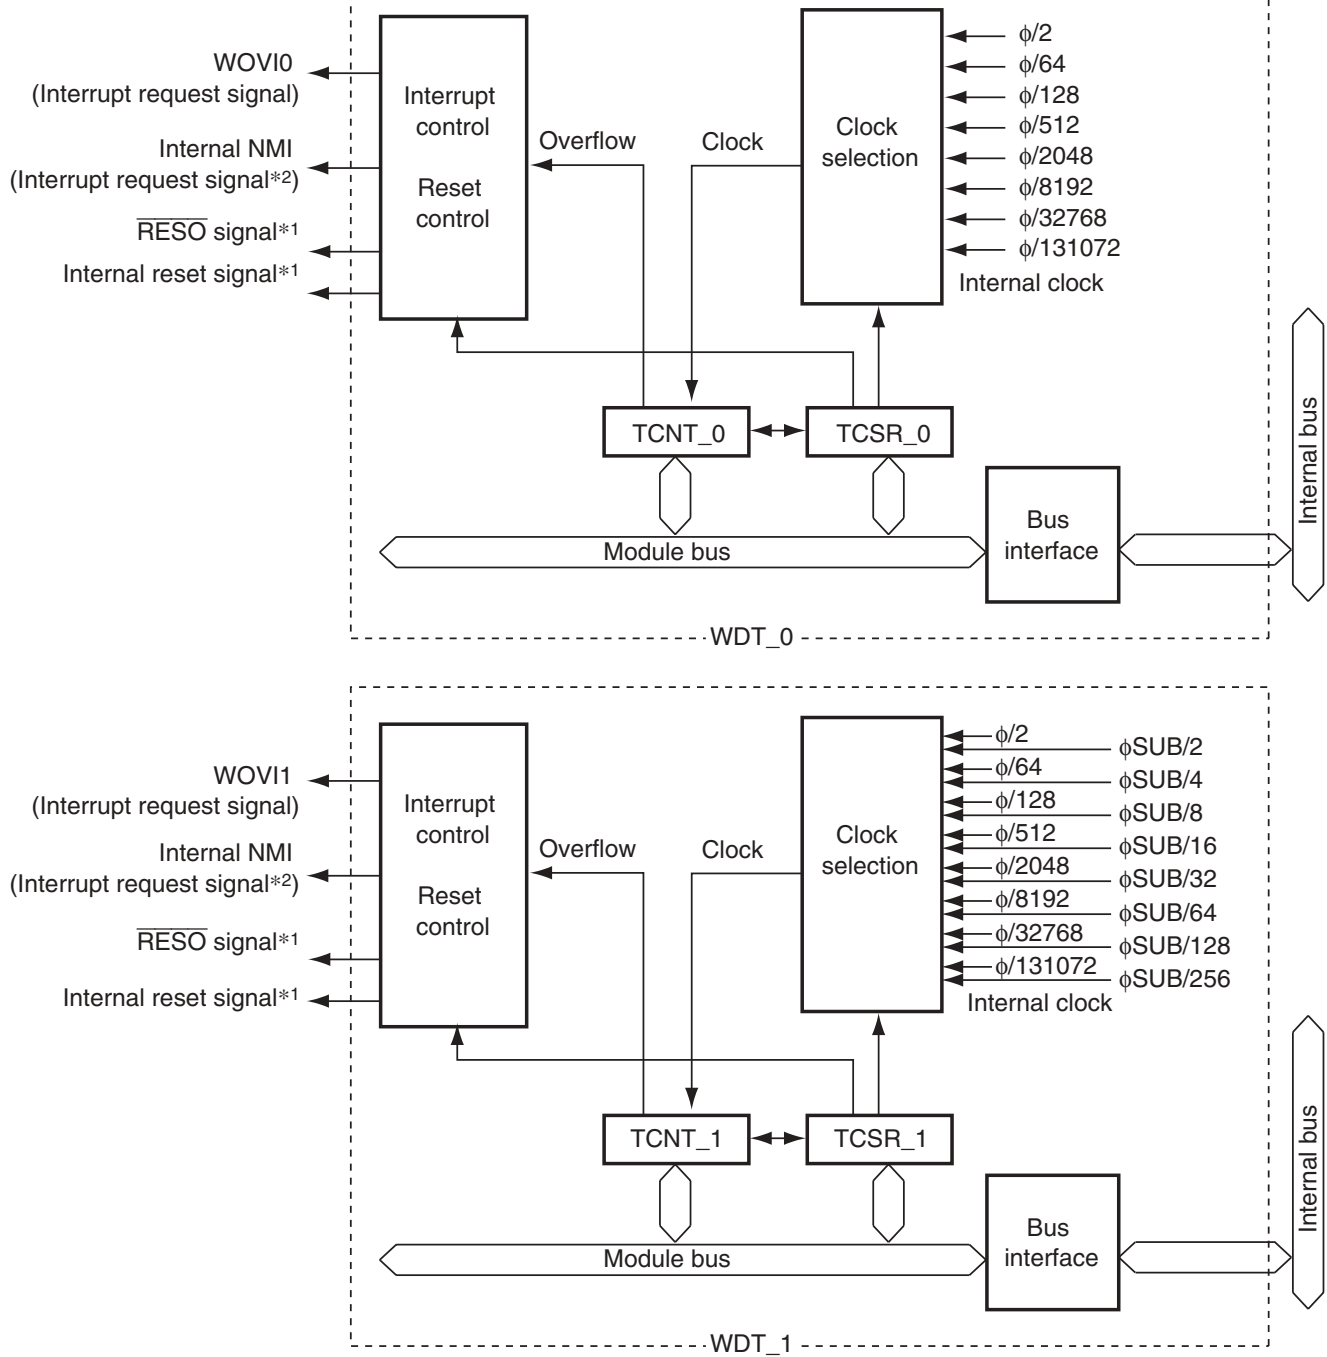 WOVI0
(Interrupt request signal)
Internal NMI
(Interrupt request signal*2)
RESO signal*1
Internal reset signal*1
Interrupt
control
Reset
control
Overflow
Clock
Clock
selection
ϕ/2
ϕ/64
ϕ/128
ϕ/512
ϕ/2048
ϕ/8192
ϕ/32768
ϕ/131072
Internal clock
TCNT_0
TCSR_0
Module bus
Bus
interface
Internal bus
WDT_0
WOVI1
(Interrupt request signal)
Internal NMI
(Interrupt request signal*2)
RESO signal*1
Internal reset signal*1
Interrupt
control
Reset
control
Overflow
Clock
Clock
selection
ϕ/2
ϕSUB/2
ϕ/64
ϕSUB/4
ϕ/128
ϕSUB/8
ϕ/512
ϕSUB/16
ϕ/2048
ϕSUB/32
ϕ/8192
ϕSUB/64
ϕ/32768
ϕSUB/128
ϕ/131072
ϕSUB/256
Internal clock
TCNT_1
TCSR_1
Module bus
Bus
interface
Internal bus
WDT_1